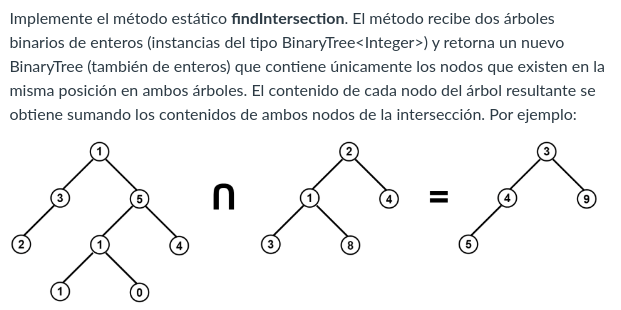 Implemente el método estático findIntersection. El método recibe dos árboles
binarios de enteros (instancias del tipo BinaryTree<Integer>) y retorna un nuevo
BinaryTree (también de enteros) que contiene únicamente los nodos que existen en la
misma posición en ambos árboles. El contenido de cada nodo del árbol resultante se
obtiene sumando los contenidos de ambos nodos de la intersección. Por ejemplo:
1 2 3
3 5 ∩ 1 4 = 4 9
2 1 4 3 8 5
1 0